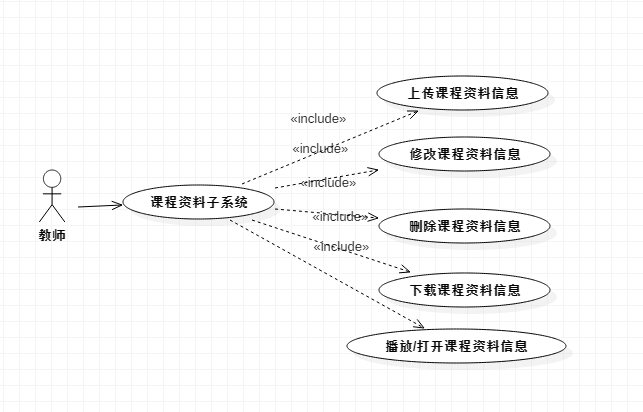 上传课程资料信息
«include»
«include»
修改课程资料信息
«include»
课程资料子系统
«include»
删除课程资料信息
教师
«include»
下载课程资料信息
播放/打开课程资料信息